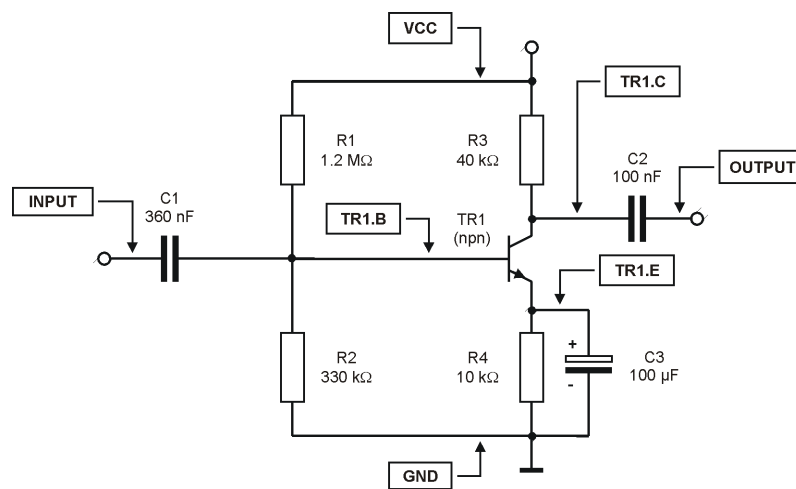 VCC
TR1.C
R1
1.2 MΩ
R3
40 kΩ
C2
100 nF
OUTPUT
INPUT
C1
360 nF
TR1.B
TR1
(npn)
TR1.E
R2
330 kΩ
R4
10 kΩ
+
-
C3
100 µF
GND